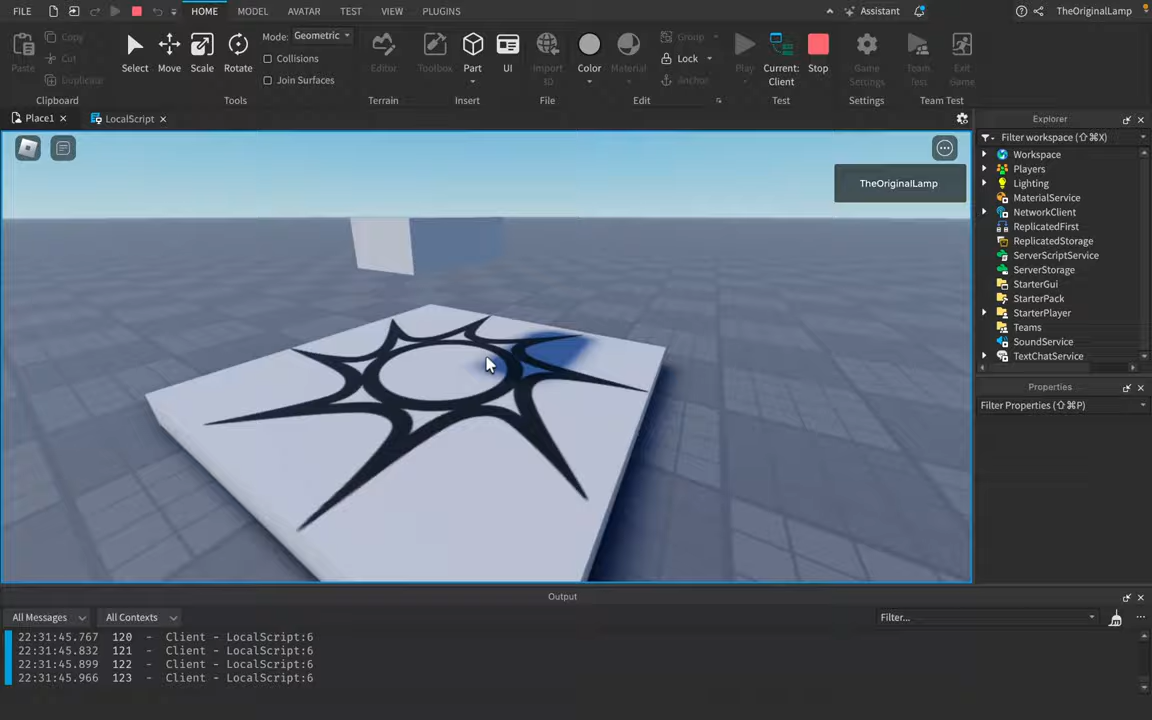 FILE HOME MODEL AVATAR TEST VIEW PLUGINS Assistant TheOriginalLamp
Paste Copy Cut Duplicate
Select Move Scale Rotate
Mode: Geometric
Collisions
Join Surfaces
Editor Toolbox Part UI Import 3D Color Material
Group
Lock
Anchor
Play Current: Client Stop Game Settings Team Test Exit Game
Clipboard Tools Terrain Insert File Edit Test Settings Team Test
Place1 LocalScript
TheOriginalLamp
Explorer
Filter workspace (⇧⌘X)
Workspace
Players
Lighting
MaterialService
NetworkClient
ReplicatedFirst
ReplicatedStorage
ServerScriptService
ServerStorage
StarterGui
StarterPack
StarterPlayer
Teams
SoundService
TextChatService
Properties
Filter Properties (⇧⌘P)
Output
All Messages All Contexts Filter...
22:31:45.767 120 - Client - LocalScript:6
22:31:45.832 121 - Client - LocalScript:6
22:31:45.899 122 - Client - LocalScript:6
22:31:45.966 123 - Client - LocalScript:6